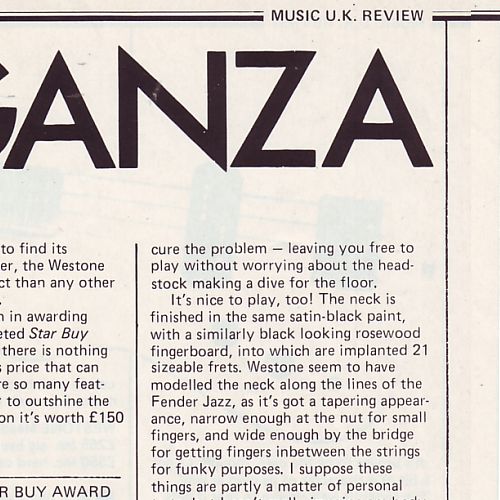 MUSIC U.K. REVIEW
GANZA
to find its
er, the Westone
ct than any other
.
n in awarding
eted Star Buy
there is nothing
s price that can
re so many feat-
r to outshine the
on it's worth £150
R BUY AWARD
cure the problem — leaving you free to
play without worrying about the head-
stock making a dive for the floor.
It's nice to play, too! The neck is
finished in the same satin-black paint,
with a similarly black looking rosewood
fingerboard, into which are implanted 21
sizeable frets. Westone seem to have
modelled the neck along the lines of the
Fender Jazz, as it's got a tapering appear-
ance, narrow enough at the nut for small
fingers, and wide enough by the bridge
for getting fingers inbetween the strings
for funky purposes. I suppose these
things are partly a matter of personal